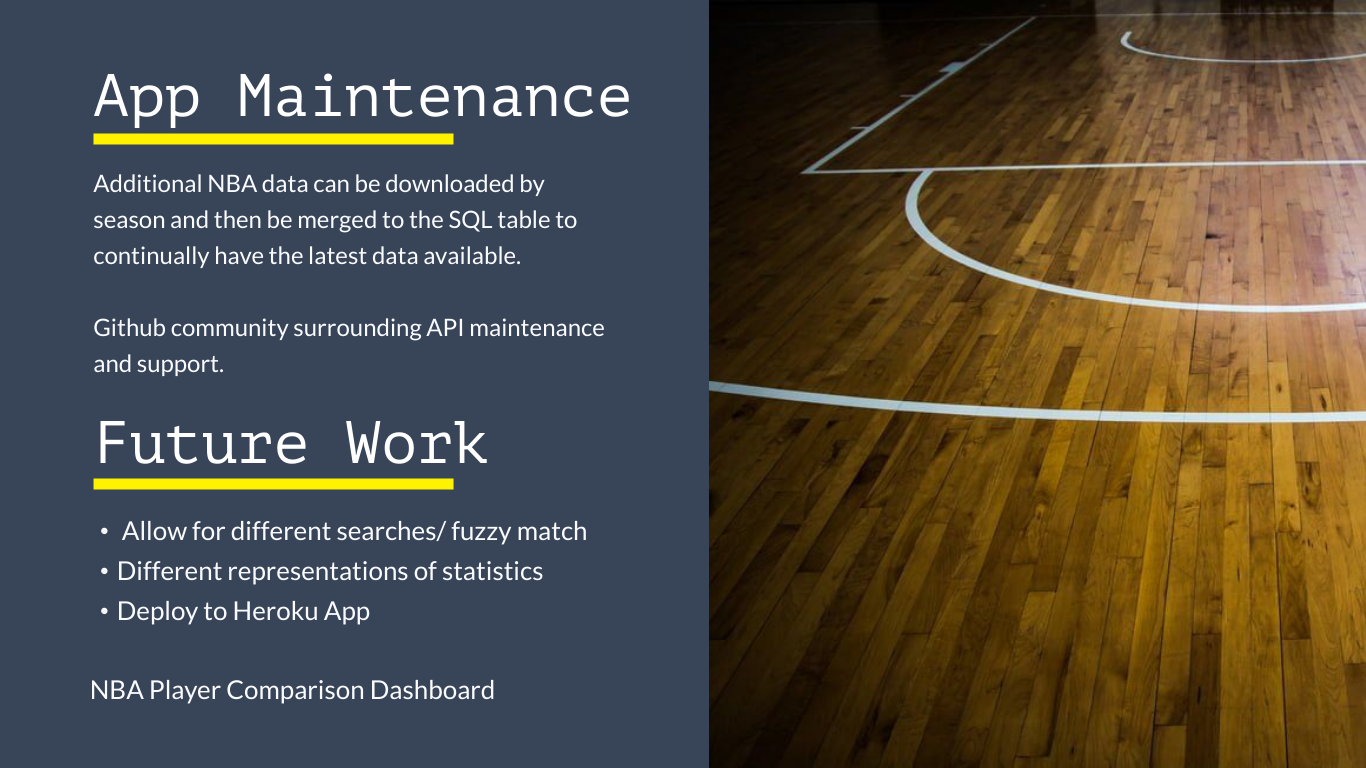 App Maintenance
Additional NBA data can be downloaded by
season and then be merged to the SQL table to
continually have the latest data available.
Github community surrounding API maintenance
and support.
Future Work
• Allow for different searches/ fuzzy match
• Different representations of statistics
• Deploy to Heroku App
NBA Player Comparison Dashboard